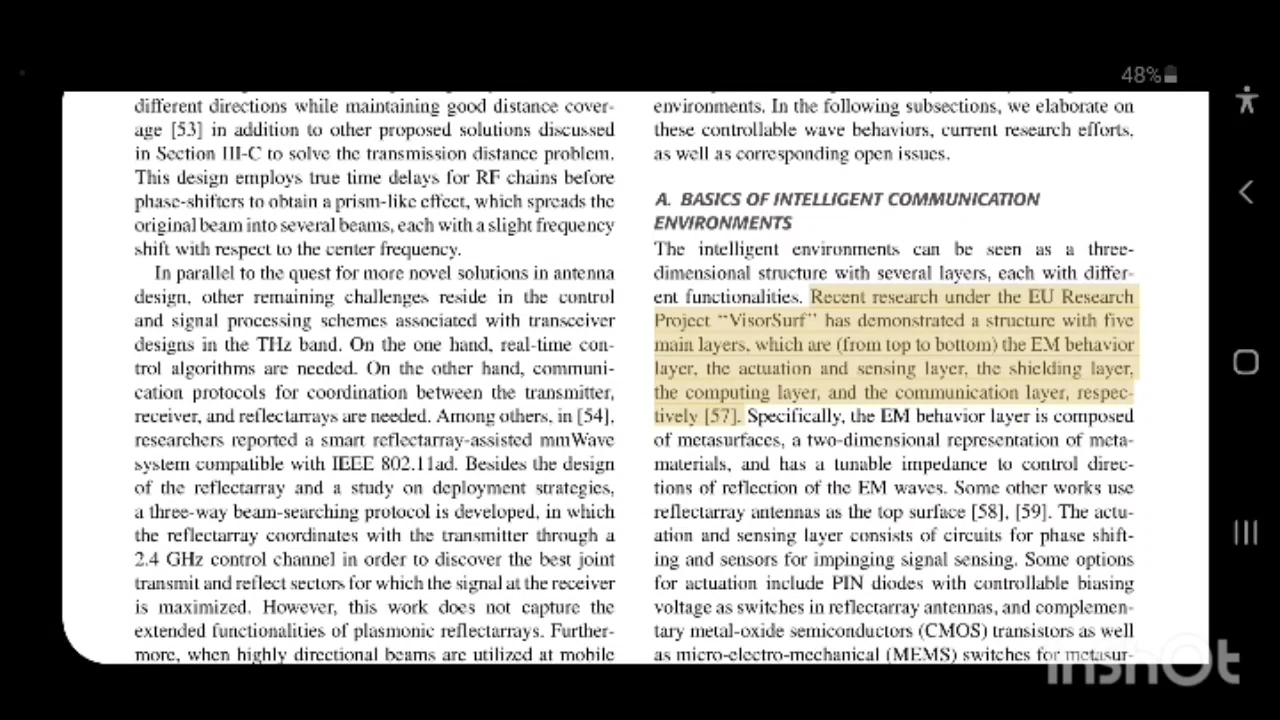 48%
different directions while maintaining good distance cover-
age [53] in addition to other proposed solutions discussed
in Section III-C to solve the transmission distance problem.
This design employs true time delays for RF chains before
phase-shifters to obtain a prism-like effect, which spreads the
original beam into several beams, each with a slight frequency
shift with respect to the center frequency.
In parallel to the quest for more novel solutions in antenna
design, other remaining challenges reside in the control
and signal processing schemes associated with transceiver
designs in the THz band. On the one hand, real-time con-
trol algorithms are needed. On the other hand, communi-
cation protocols for coordination between the transmitter,
receiver, and reflectarrays are needed. Among others, in [54],
researchers reported a smart reflectarray-assisted mmWave
system compatible with IEEE 802.11ad. Besides the design
of the reflectarray and a study on deployment strategies,
a three-way beam-searching protocol is developed, in which
the reflectarray coordinates with the transmitter through a
2.4 GHz control channel in order to discover the best joint
transmit and reflect sectors for which the signal at the receiver
is maximized. However, this work does not capture the
extended functionalities of plasmonic reflectarrays. Further-
more, when highly directional beams are utilized at mobile
environments. In the following subsections, we elaborate on
these controllable wave behaviors, current research efforts,
as well as corresponding open issues.
A. BASICS OF INTELLIGENT COMMUNICATION
ENVIRONMENTS
The intelligent environments can be seen as a three-
dimensional structure with several layers, each with differ-
ent functionalities. Recent research under the EU Research
Project “VisorSurf” has demonstrated a structure with five
main layers, which are (from top to bottom) the EM behavior
layer, the actuation and sensing layer, the shielding layer,
the computing layer, and the communication layer, respec-
tively [57]. Specifically, the EM behavior layer is composed
of metasurfaces, a two-dimensional representation of meta-
materials, and has a tunable impedance to control direc-
tions of reflection of the EM waves. Some other works use
reflectarray antennas as the top surface [58], [59]. The actu-
ation and sensing layer consists of circuits for phase shift-
ing and sensors for impinging signal sensing. Some options
for actuation include PIN diodes with controllable biasing
voltage as switches in reflectarray antennas, and complemen-
tary metal-oxide semiconductors (CMOS) transistors as well
as micro-electro-mechanical (MEMS) switches for metasur-
InShOt